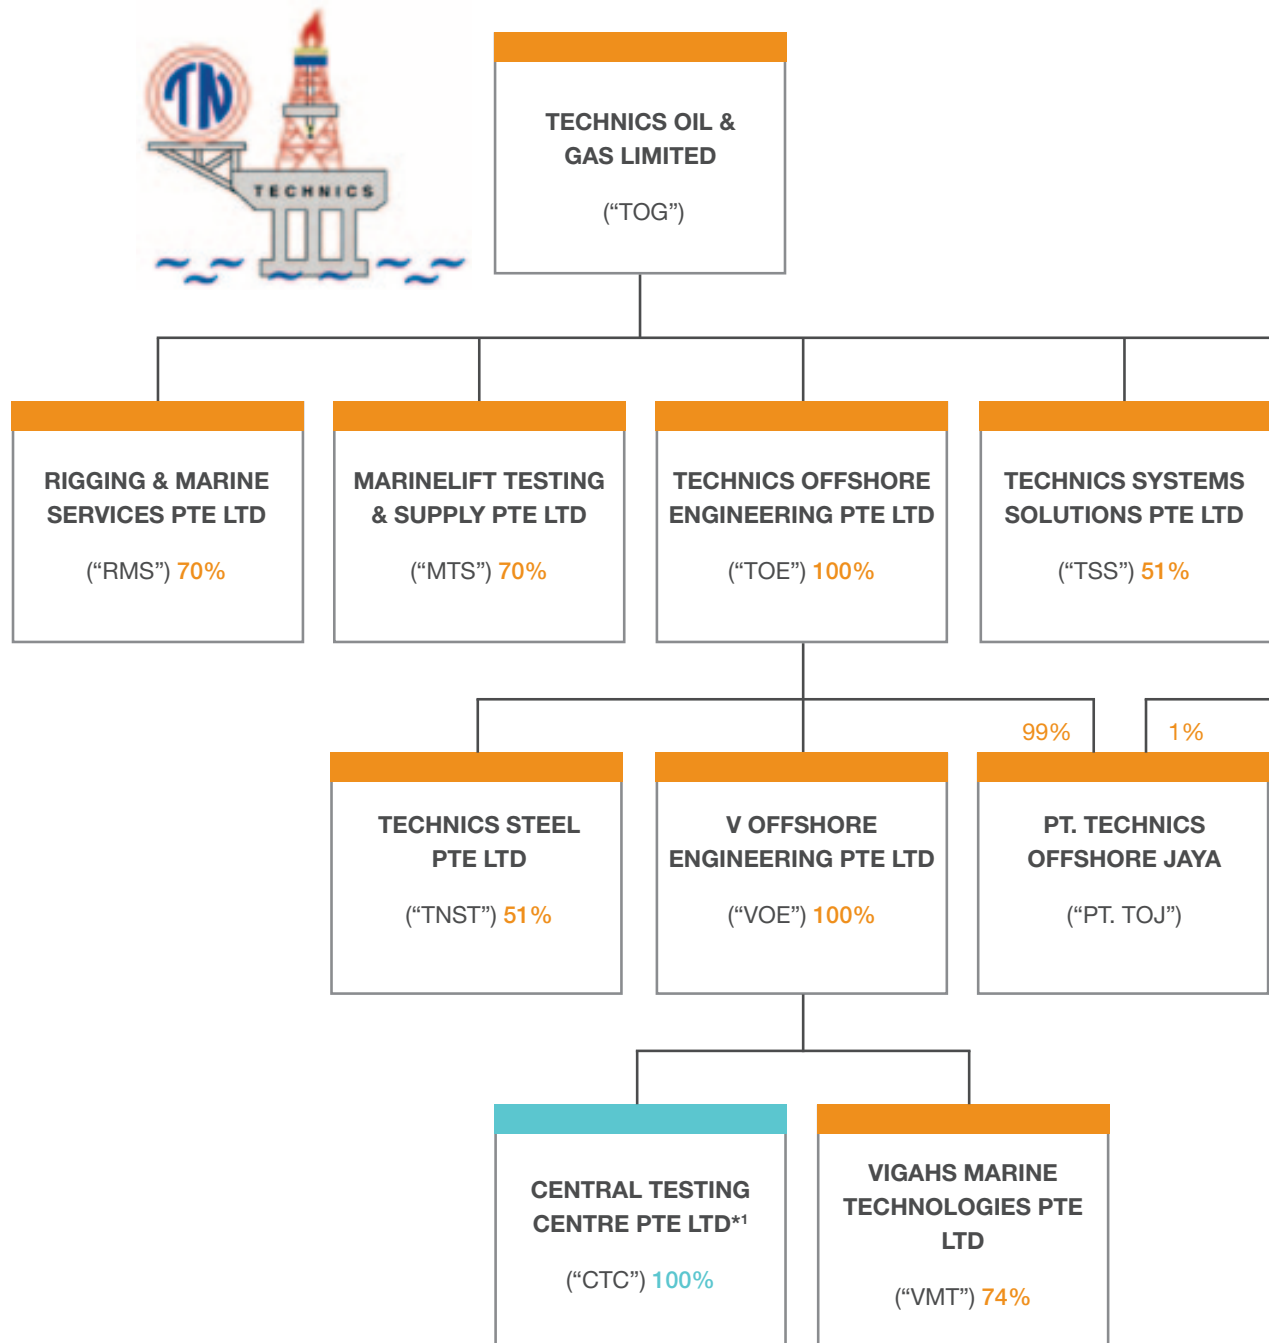 TN
TECHNICS
TECHNICS OIL &
GAS LIMITED
(“TOG”)
RIGGING & MARINE
SERVICES PTE LTD
(“RMS”) 70%
MARINELIFT TESTING
& SUPPLY PTE LTD
(“MTS”) 70%
TECHNICS OFFSHORE
ENGINEERING PTE LTD
(“TOE”) 100%
TECHNICS SYSTEMS
SOLUTIONS PTE LTD
(“TSS”) 51%
99%
1%
TECHNICS STEEL
PTE LTD
(“TNST”) 51%
V OFFSHORE
ENGINEERING PTE LTD
(“VOE”) 100%
PT. TECHNICS
OFFSHORE JAYA
(“PT. TOJ”)
CENTRAL TESTING
CENTRE PTE LTD*¹
(“CTC”) 100%
VIGAHS MARINE
TECHNOLOGIES PTE
LTD
(“VMT”) 74%